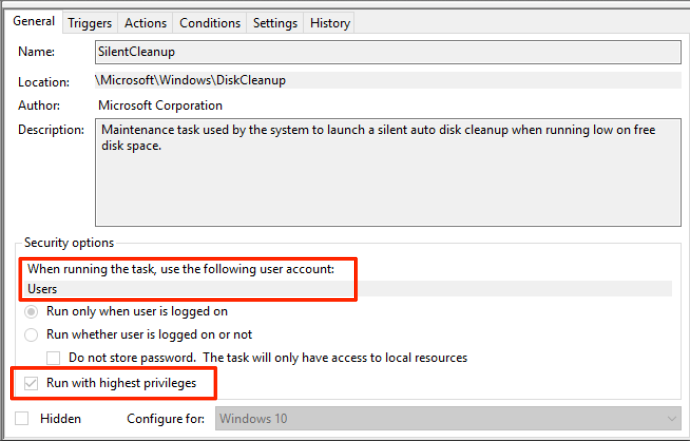 General Triggers Actions Conditions Settings History
Name: SilentCleanup
Location: \Microsoft\Windows\DiskCleanup
Author: Microsoft Corporation
Description: Maintenance task used by the system to launch a silent auto disk cleanup when running low on free
disk space.
Security options
When running the task, use the following user account:
Users
Run only when user is logged on
Run whether user is logged on or not
Do not store password. The task will only have access to local resources
Run with highest privileges
Hidden Configure for: Windows 10